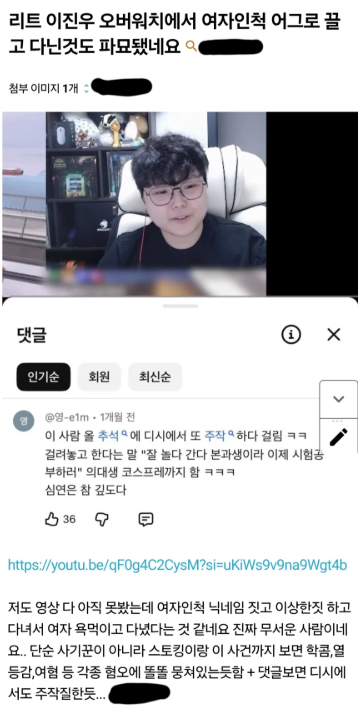 리트 이진우 오버워치에서 여자인척 어그로 끌
고 다닌것도 파묘됐네요
첨부 이미지 1개
댓글
인기순 회원 최신순
영 @영-e1m • 1개월 전
이 사람 올 추석에 디시에서 또 주작 하다 걸림 ㅋㅋ
걸려놓고 한다는 말 "잘 놀다 간다 본과생이라 이제 시험공
부하러" 의대생 코스프레까지 함 ㅋㅋㅋ
심연은 참 깊도다
36
https://youtu.be/qF0g4C2CysM?si=uKiWs9v9na9Wgt4b
저도 영상 다 아직 못봤는데 여자인척 닉네임 짓고 이상한짓 하고
다녀서 여자 욕먹이고 다녔다는 것 같네요 진짜 무서운 사람이네
요.. 단순 사기꾼이 아니라 스토킹이랑 이 사건까지 보면 학콤,열
등감,여혐 등 각종 혐오에 똘똘 뭉쳐있는듯함 + 댓글보면 디시에
서도 주작질한듯...